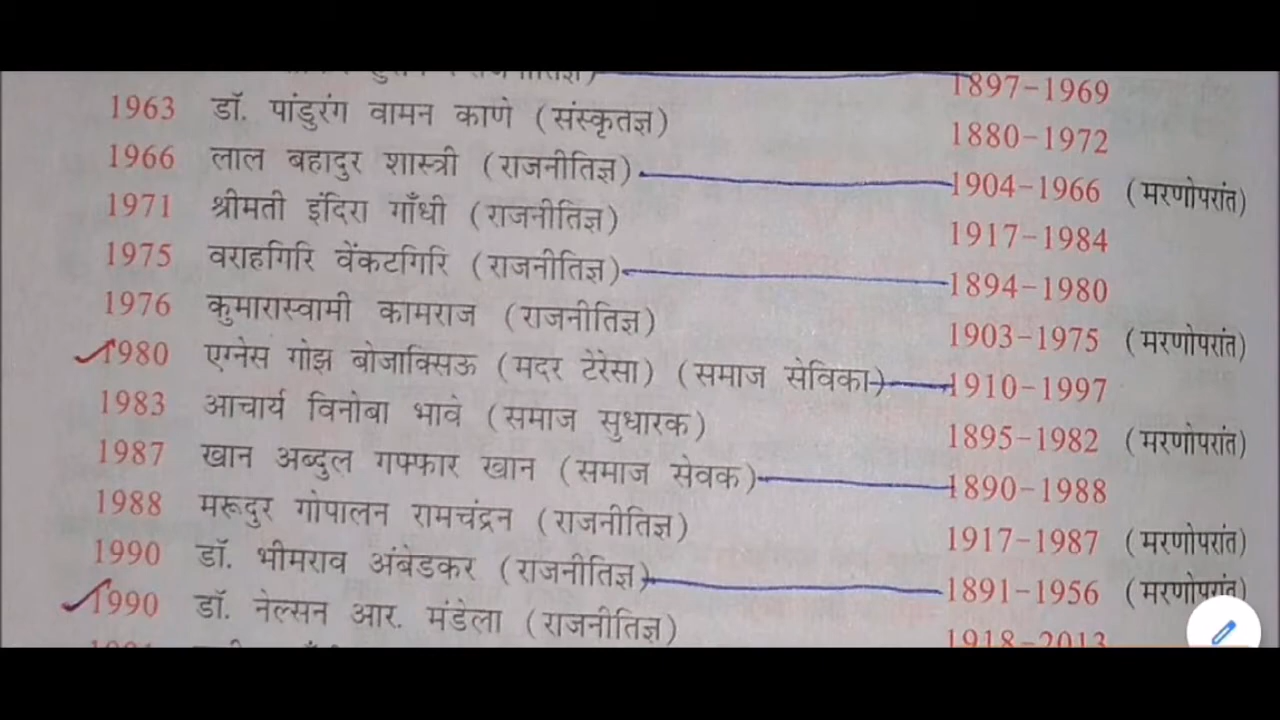 1897-1969
1963 डॉ. पांडुरंग वामन काणे (संस्कृतज्ञ) 1880-1972
1966 लाल बहादुर शास्त्री (राजनीतिज्ञ) 1904-1966 (मरणोपरांत)
1971 श्रीमती इंदिरा गाँधी (राजनीतिज्ञ) 1917-1984
1975 वराहगिरि वेंकटगिरि (राजनीतिज्ञ) 1894-1980
1976 कुमारास्वामी कामराज (राजनीतिज्ञ) 1903-1975 (मरणोपरांत)
1980 एग्नेस गोझ बोजाक्सिऊ (मदर टेरेसा) (समाज सेविका) 1910-1997
1983 आचार्य विनोबा भावे (समाज सुधारक) 1895-1982 (मरणोपरांत)
1987 खान अब्दुल गफ्फार खान (समाज सेवक) 1890-1988
1988 मरूदुर गोपालन रामचंद्रन (राजनीतिज्ञ) 1917-1987 (मरणोपरांत)
1990 डॉ. भीमराव अंबेडकर (राजनीतिज्ञ) 1891-1956 (मरणोपरांत)
1990 डॉ. नेल्सन आर. मंडेला (राजनीतिज्ञ) 1918-2013